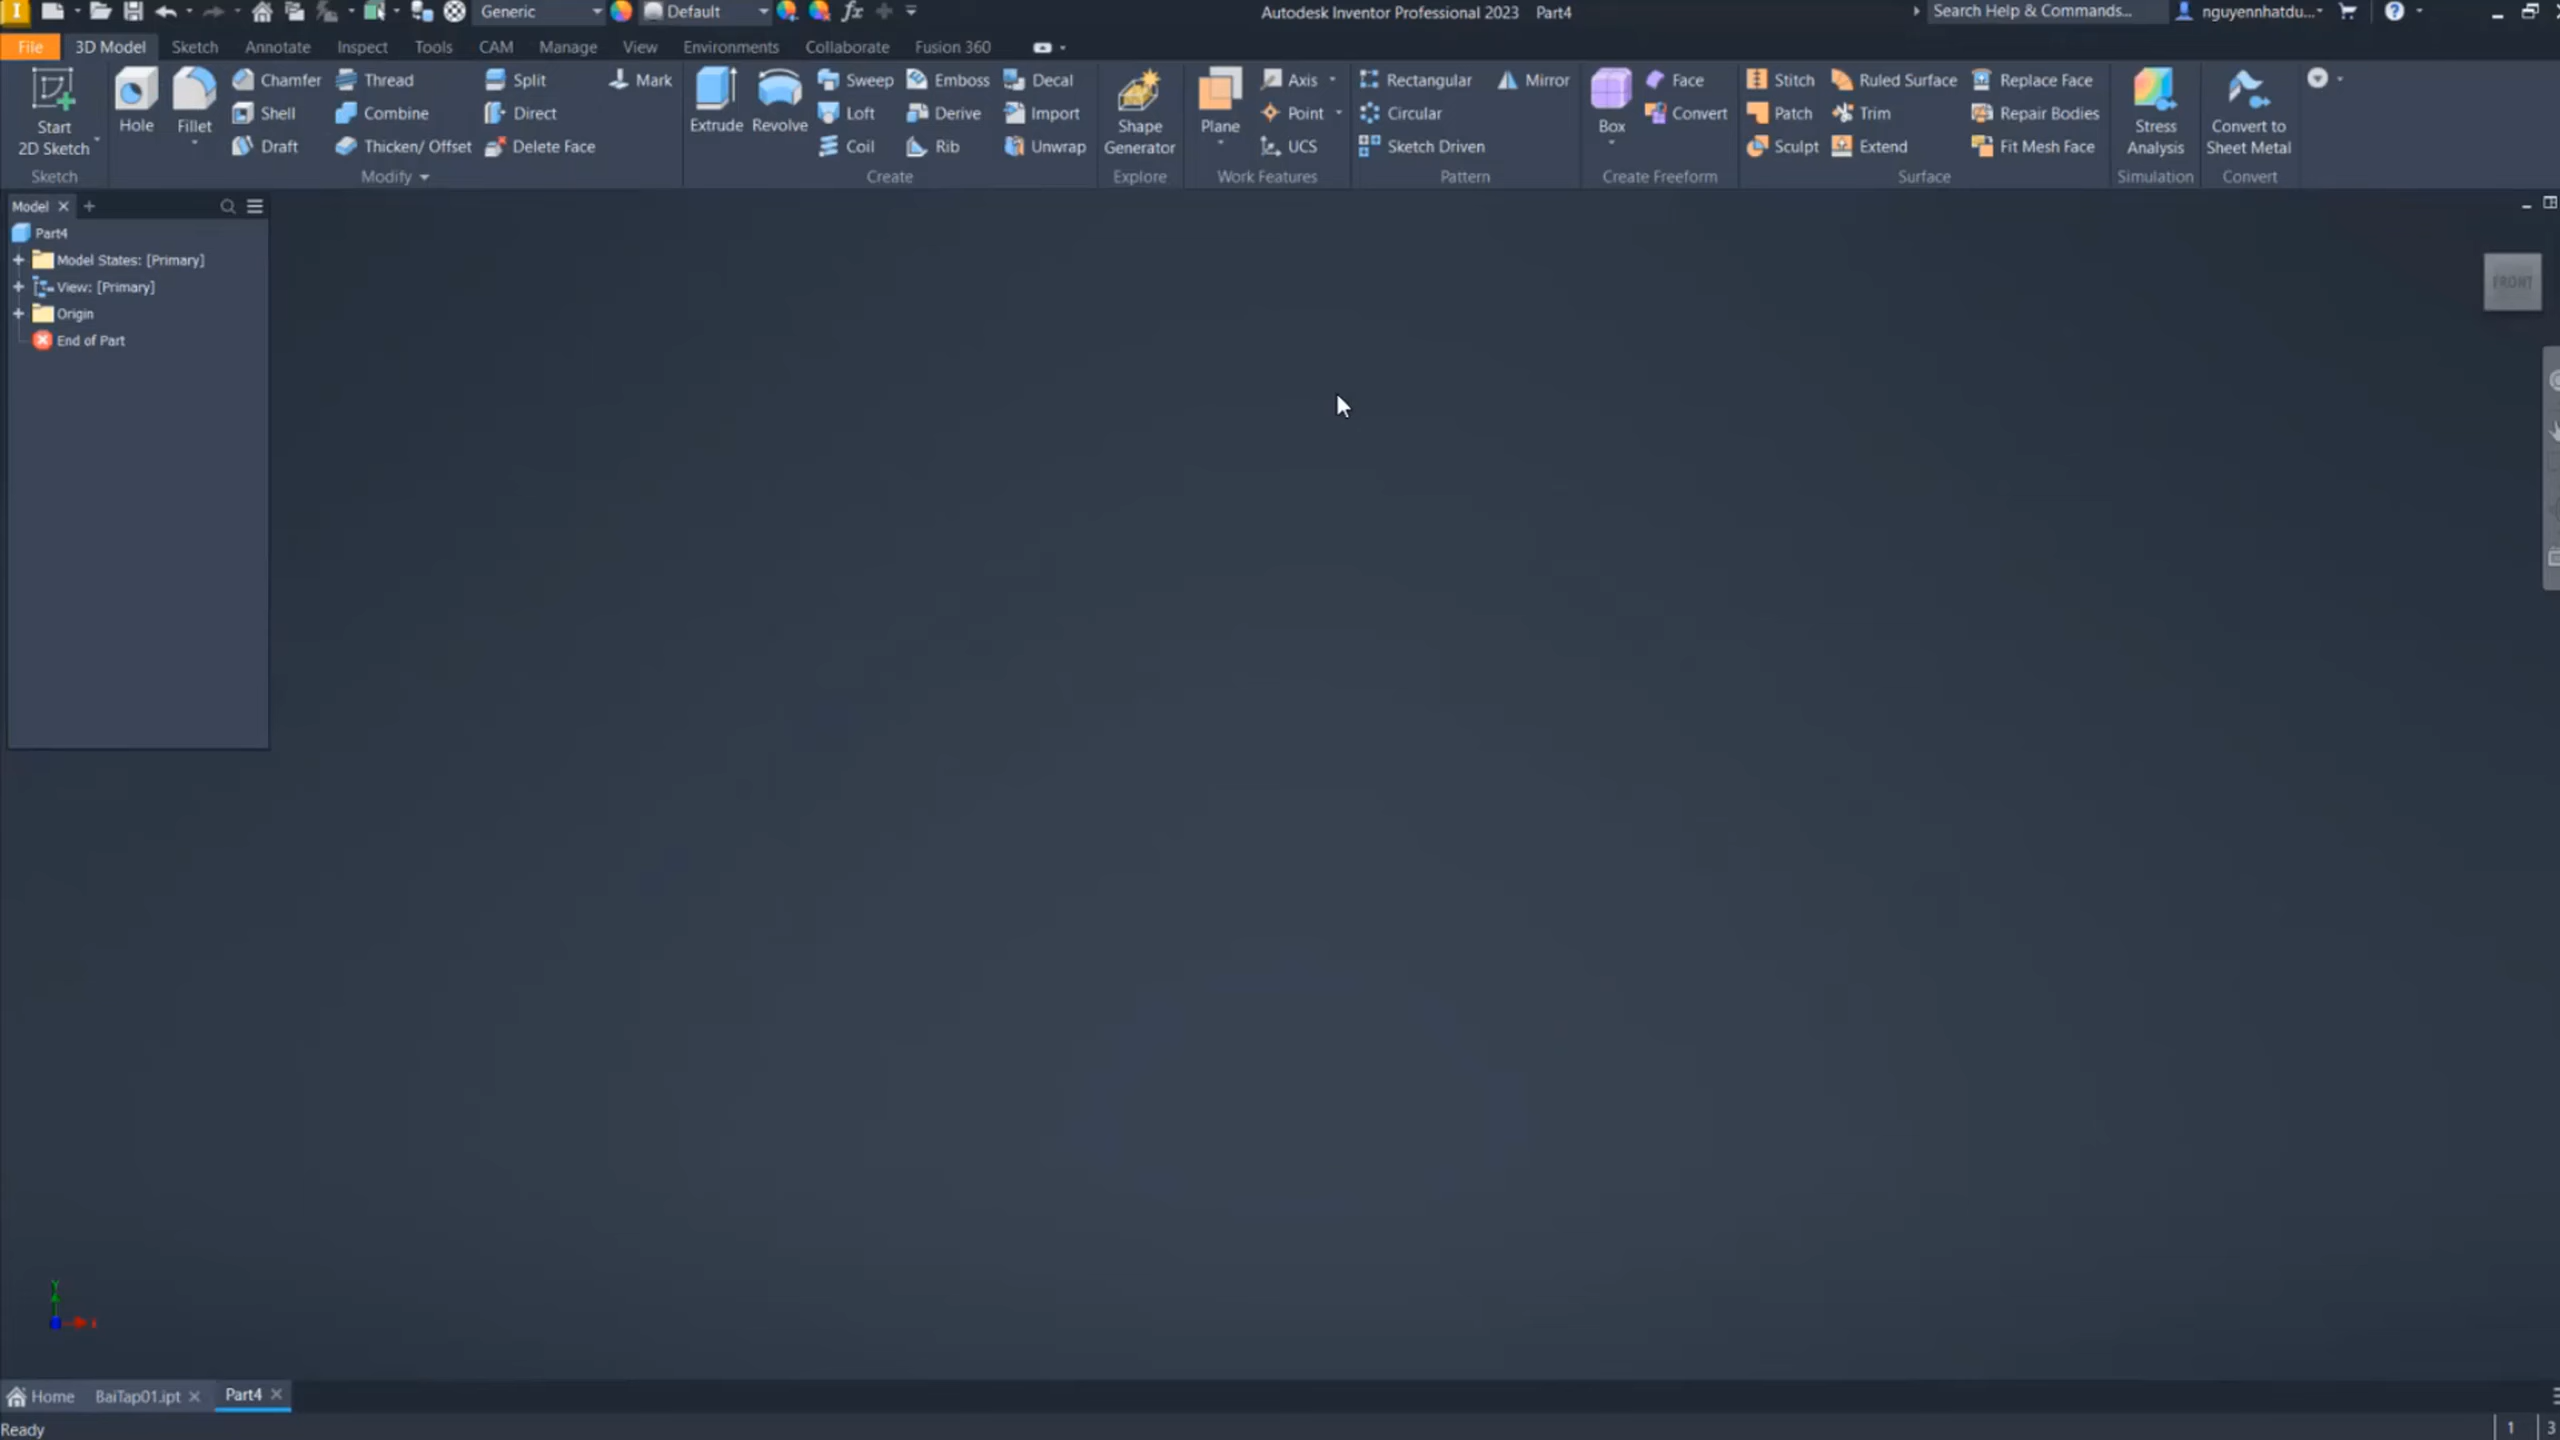 I Generic Default fx Autodesk Inventor Professional 2023 Part4 Search Help & Commands... nguyennhatdu... ?
File 3D Model Sketch Annotate Inspect Tools CAM Manage View Environments Collaborate Fusion 360
Start 2D Sketch
Sketch
Hole
Fillet
Chamfer
Shell
Draft
Thread
Combine
Thicken/ Offset
Split
Direct
Delete Face
Mark
Modify
Extrude
Revolve
Sweep
Loft
Coil
Emboss
Derive
Rib
Decal
Import
Unwrap
Create
Shape Generator
Explore
Plane
Axis
Point
UCS
Work Features
Rectangular
Circular
Sketch Driven
Mirror
Pattern
Box
Face
Convert
Create Freeform
Stitch
Patch
Sculpt
Ruled Surface
Trim
Extend
Replace Face
Repair Bodies
Fit Mesh Face
Surface
Stress Analysis
Simulation
Convert to Sheet Metal
Convert
Model
Part4
Model States: [Primary]
View: [Primary]
Origin
End of Part
FRONT
Y
Home BaiTap01.ipt Part4
Ready 1 3